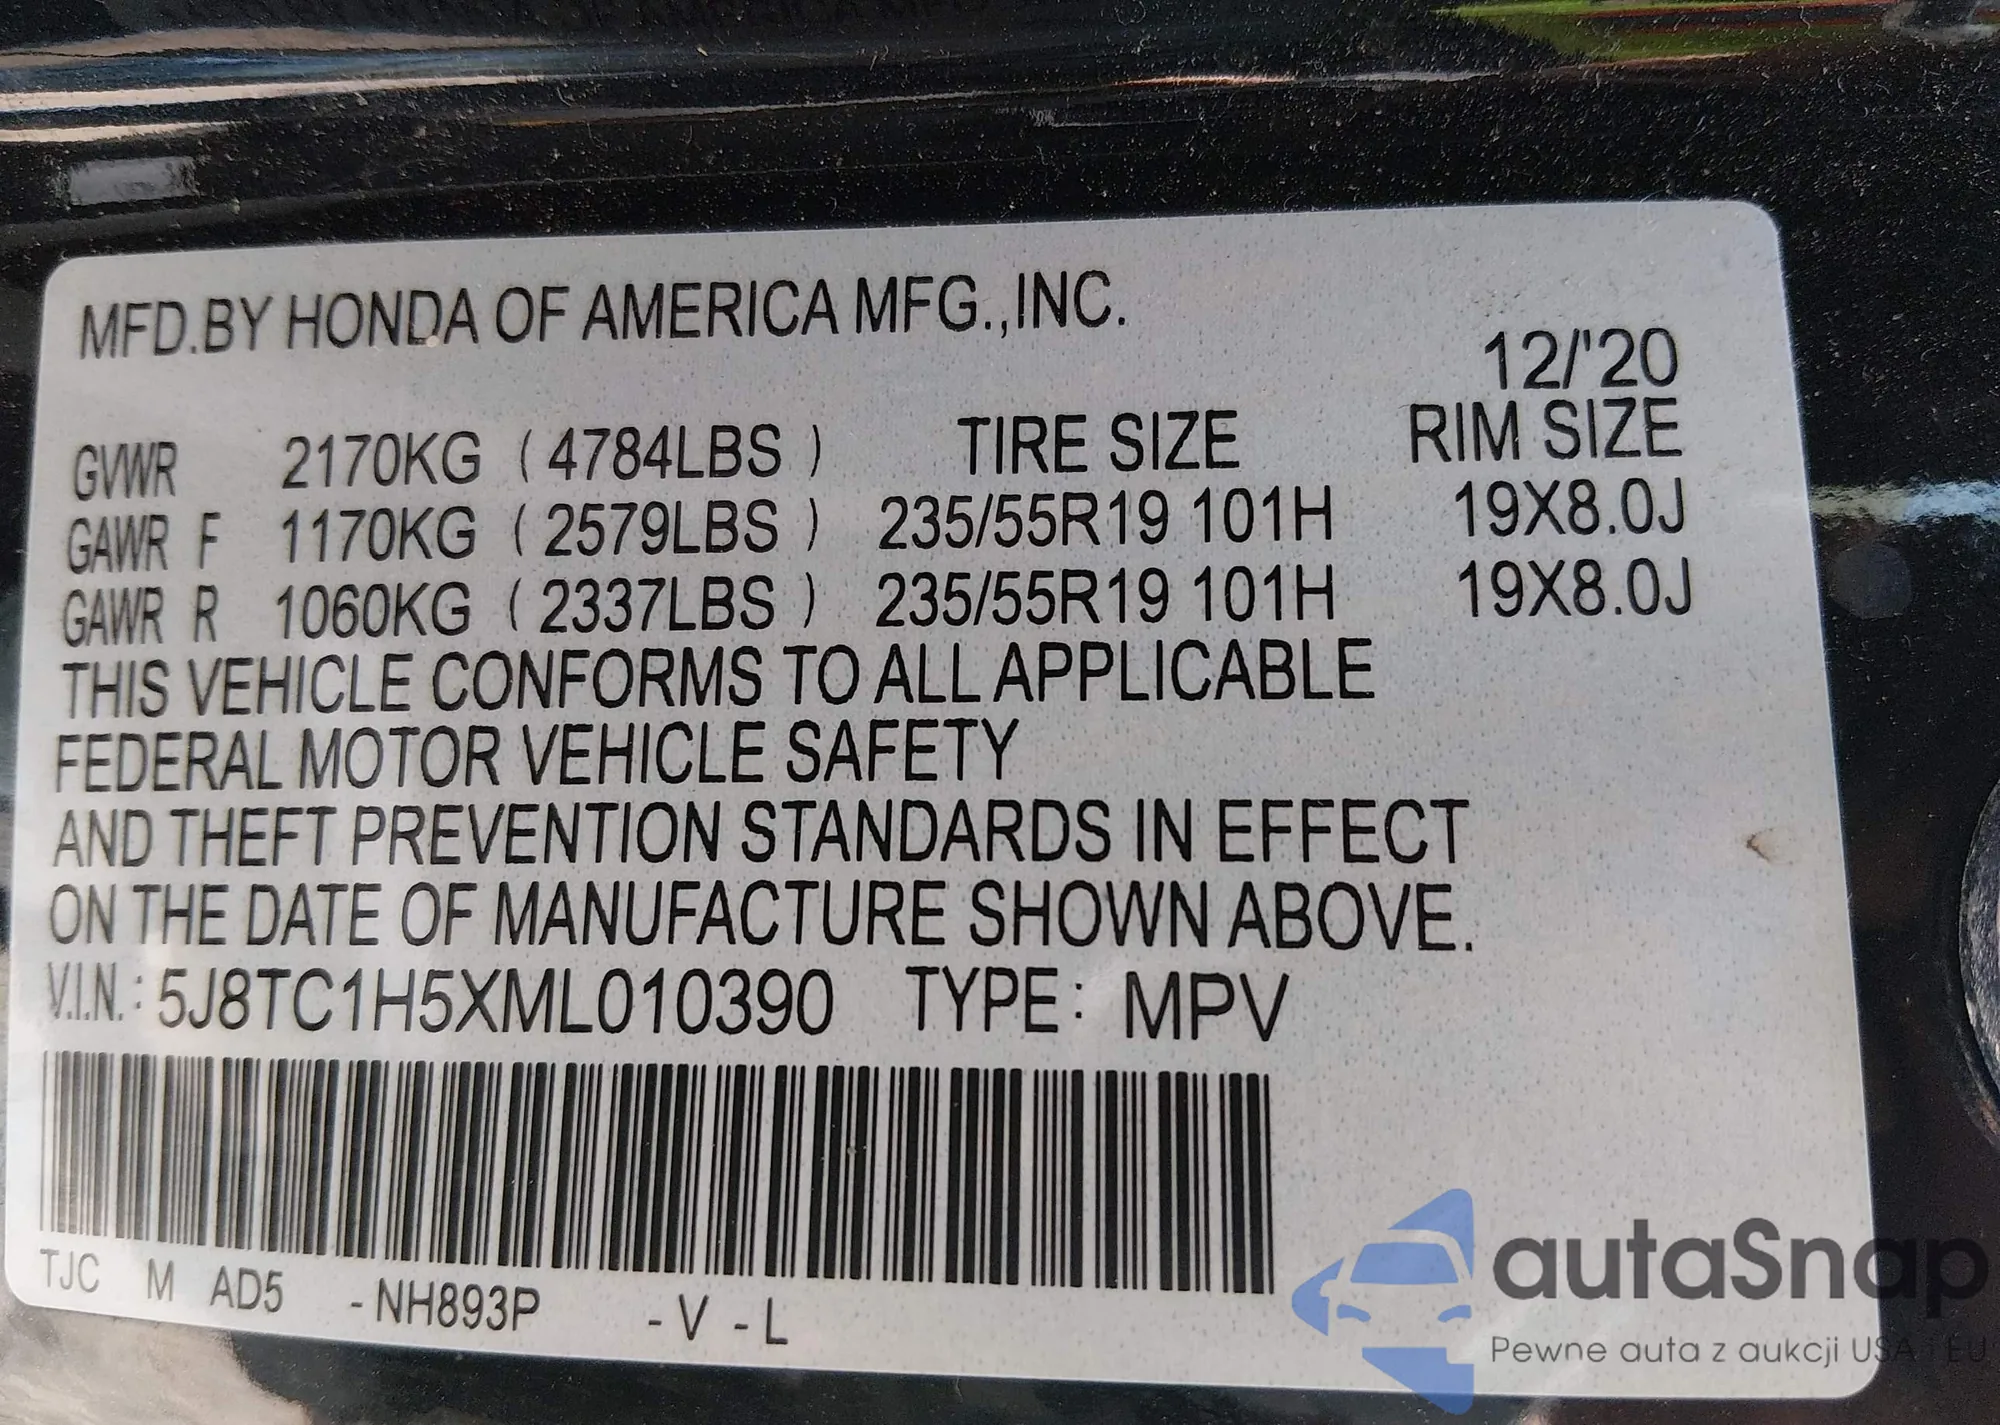 MFD.BY HONDA OF AMERICA MFG.,INC.
12/'20
GVWR 2170KG ( 4784LBS ) TIRE SIZE RIM SIZE
GAWR F 1170KG ( 2579LBS ) 235/55R19 101H 19X8.0J
GAWR R 1060KG ( 2337LBS ) 235/55R19 101H 19X8.0J
THIS VEHICLE CONFORMS TO ALL APPLICABLE
FEDERAL MOTOR VEHICLE SAFETY
AND THEFT PREVENTION STANDARDS IN EFFECT
ON THE DATE OF MANUFACTURE SHOWN ABOVE.
V.I.N.: 5J8TC1H5XML010390 TYPE: MPV
TJC M AD5 -NH893P -V -L
autaSnap
Pewne auta z aukcji USA i EU